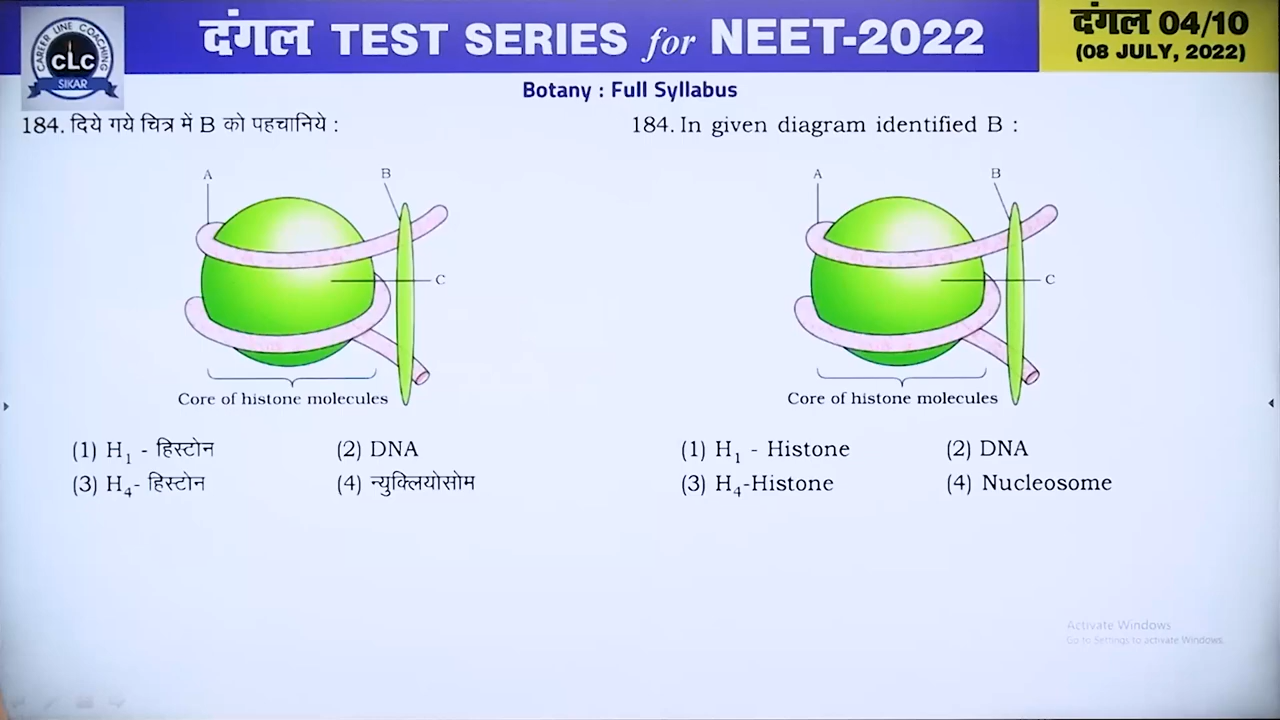 CAREER LINE COACHING
CLC
SIKAR
दंगल TEST SERIES for NEET-2022
दंगल 04/10
(08 JULY, 2022)
Botany : Full Syllabus
184. दिये गये चित्र में B को पहचानिये :
A
B
C
Core of histone molecules
(1) H1 - हिस्टोन
(2) DNA
(3) H4- हिस्टोन
(4) न्युक्लियोसोम
184. In given diagram identified B :
A
B
C
Core of histone molecules
(1) H1 - Histone
(2) DNA
(3) H4-Histone
(4) Nucleosome
Activate Windows
Go to Settings to activate Windows.